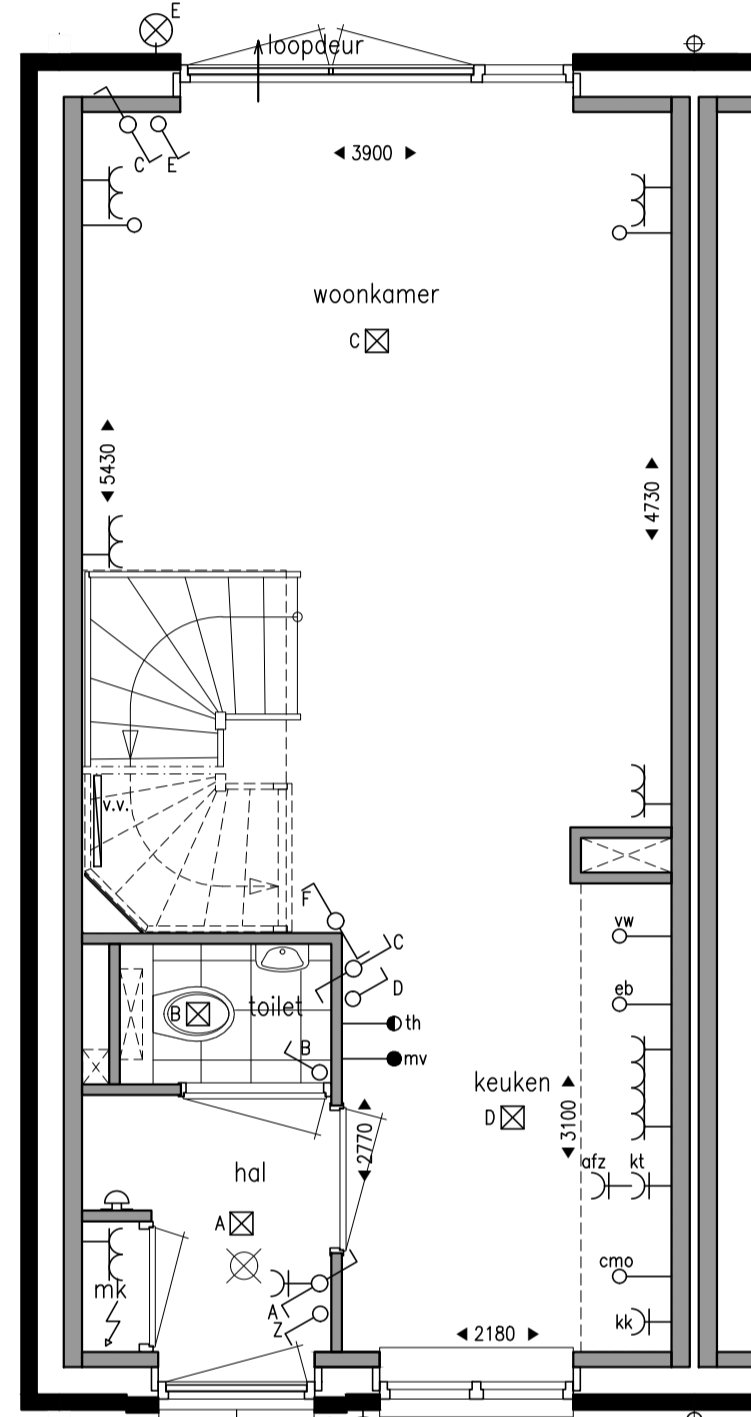 E
loopdeur
C E
3900
woonkamer
C
5430
4730
v.v.
F
C
vw
D
eb
toilet
B
th
B
mv
keuken
D
3100
2770
hal
afz kt
A
cmo
mk
A
Z
kk
2180